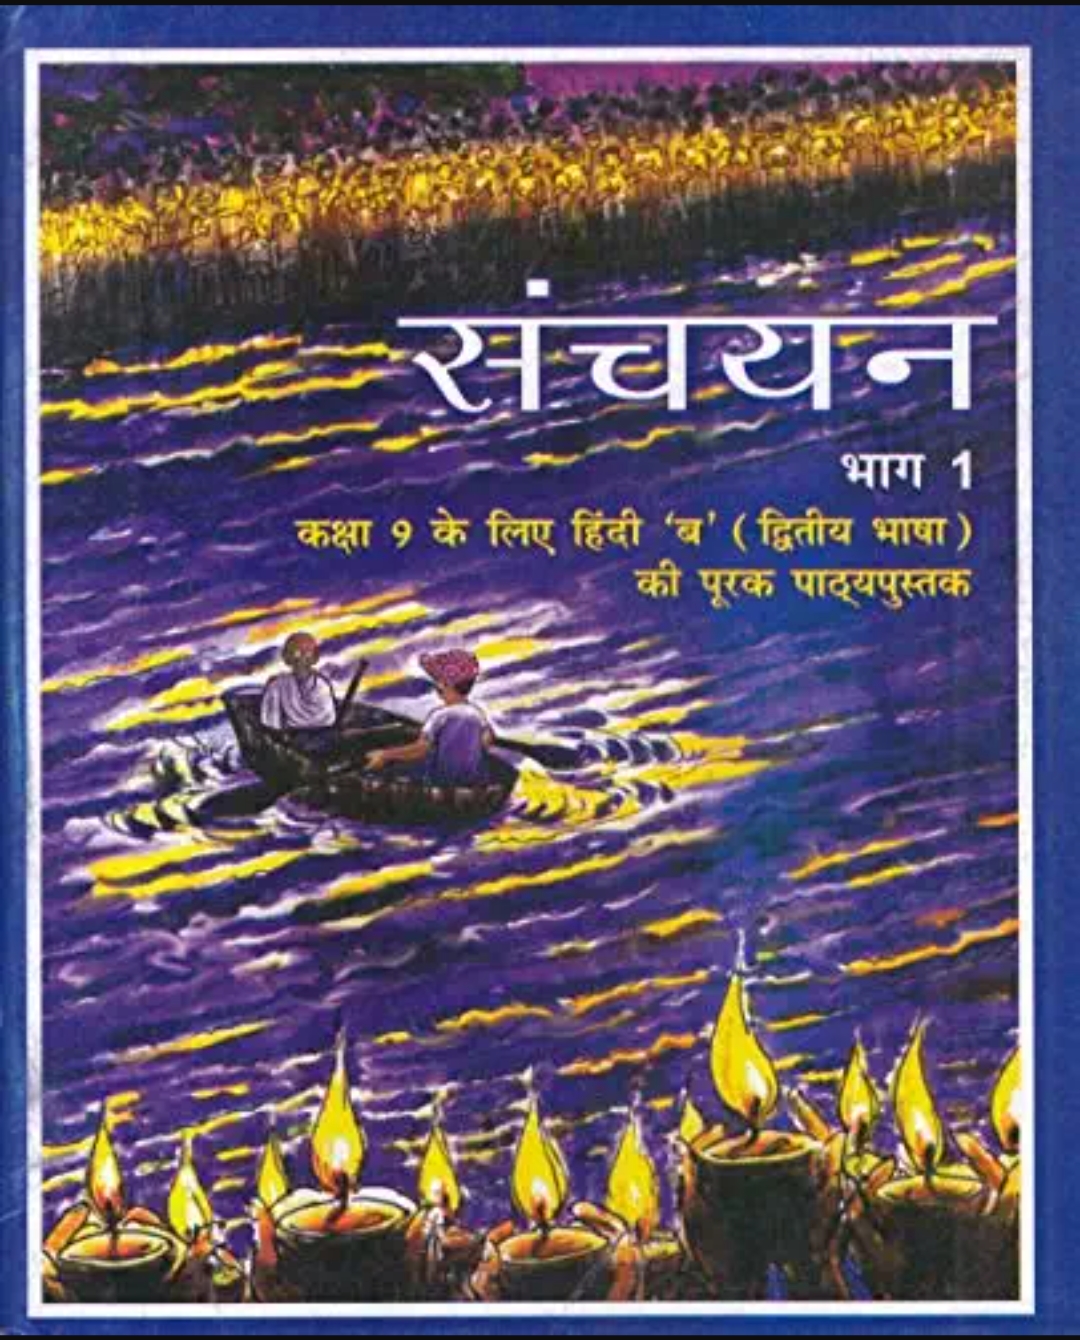 संचयन
भाग 1
कक्षा 9 के लिए हिंदी ‘ब’ ( द्वितीय भाषा )
की पूरक पाठ्यपुस्तक